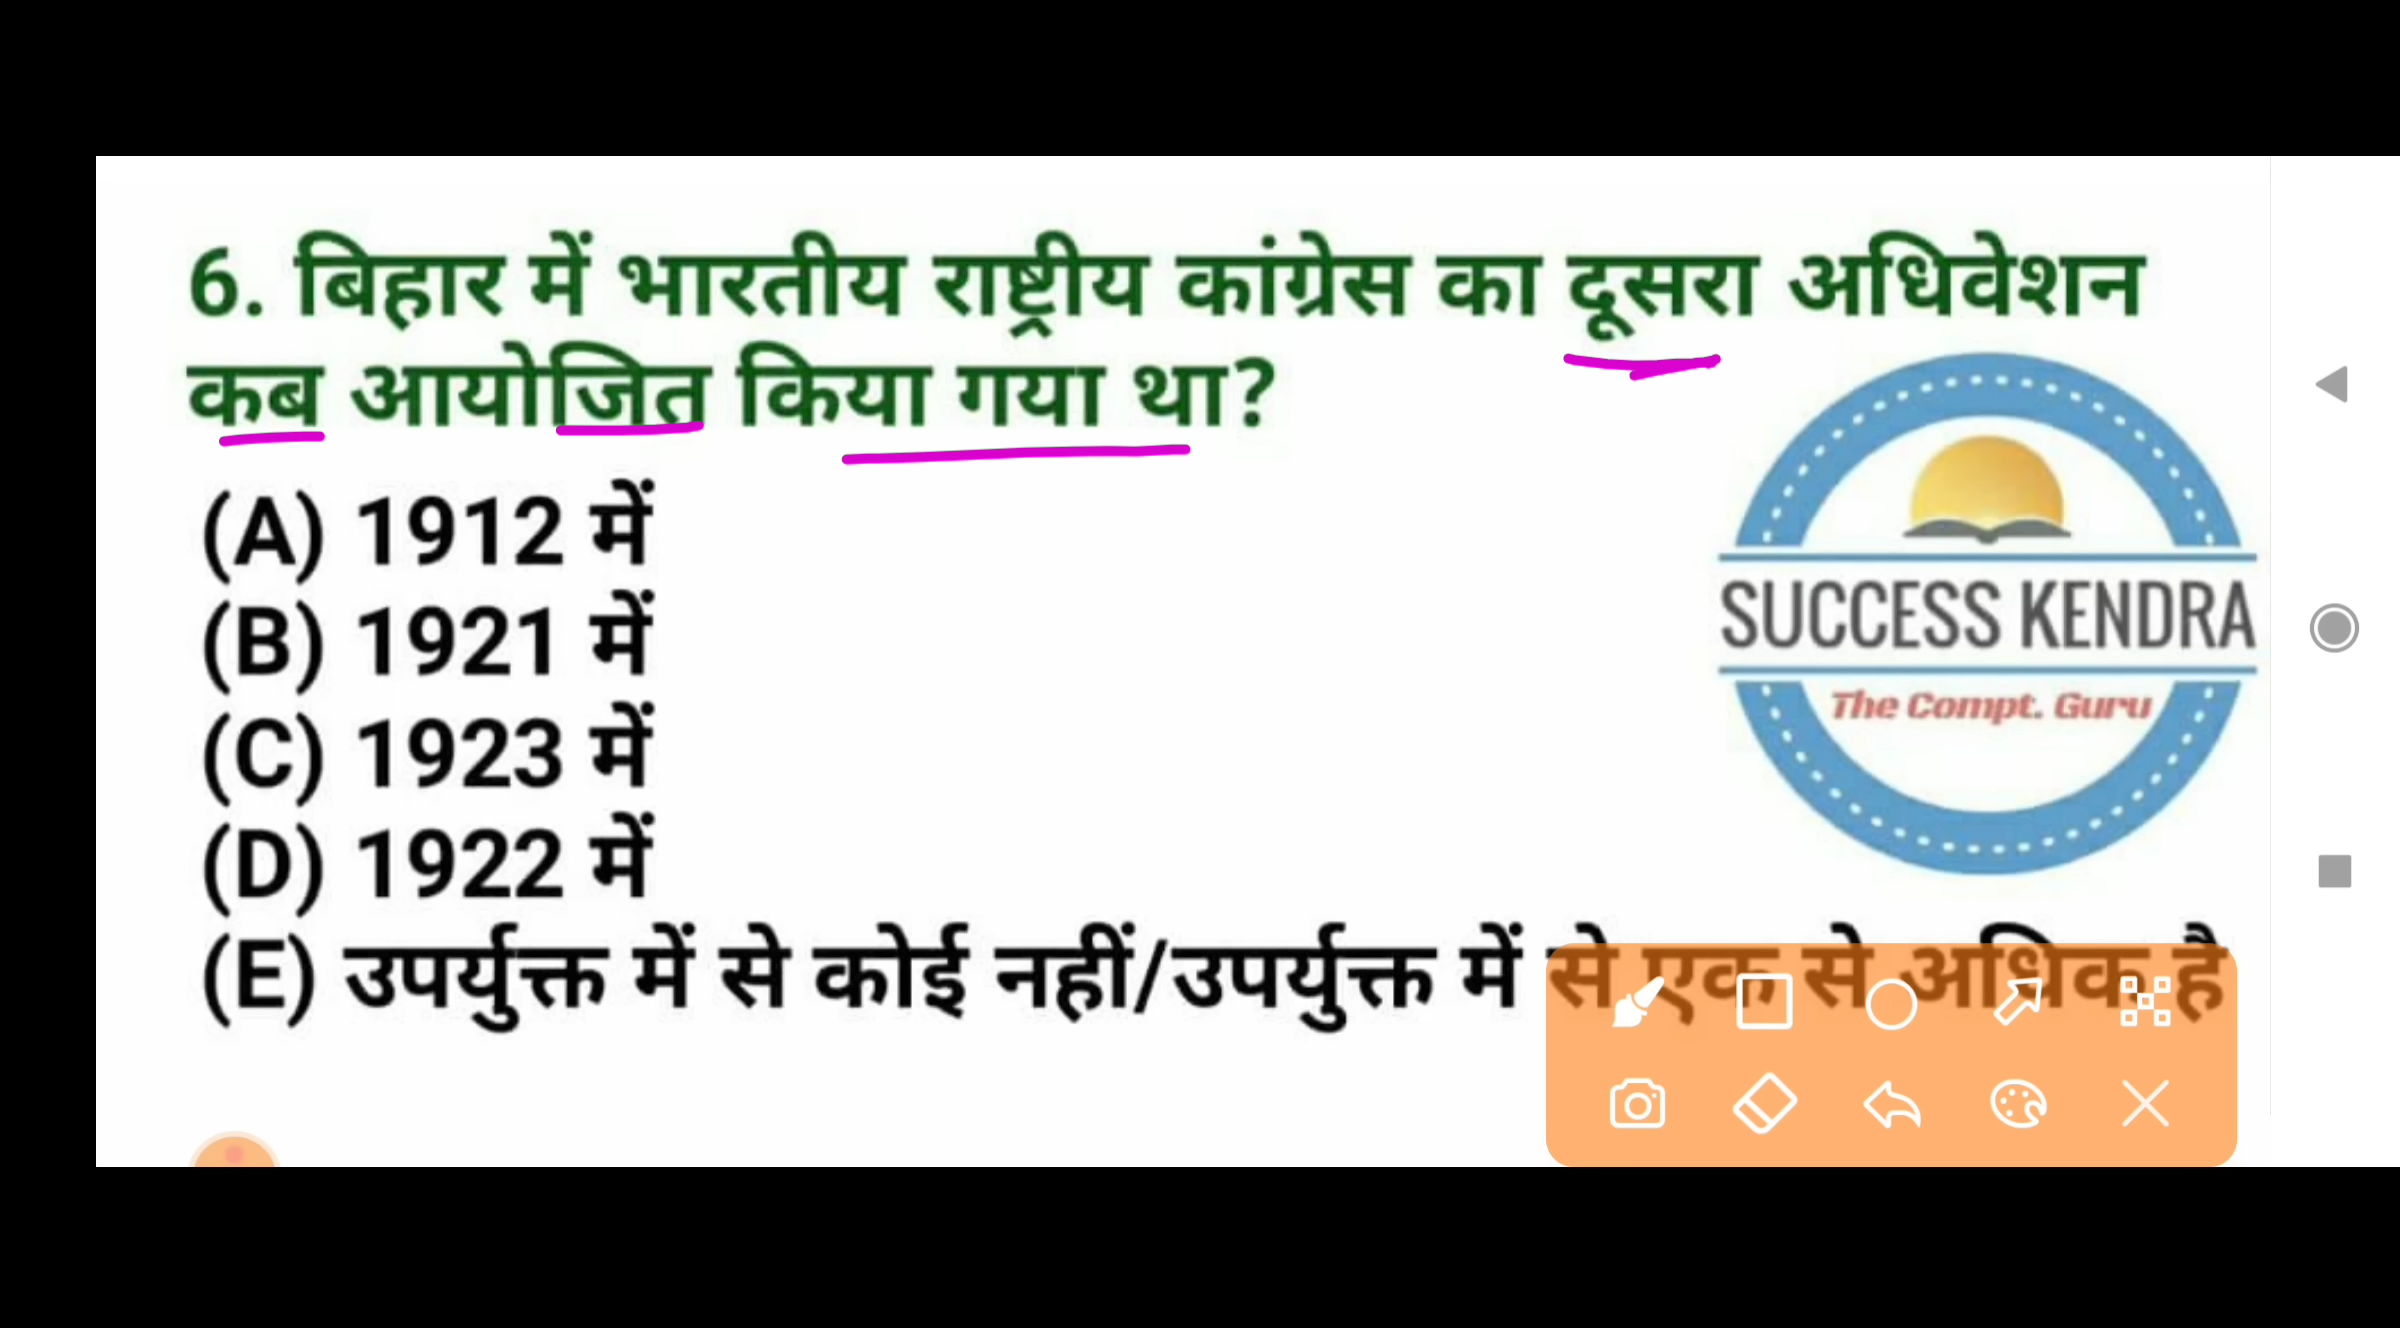 6. बिहार में भारतीय राष्ट्रीय कांग्रेस का दूसरा अधिवेशन
कब आयोजित किया गया था?
(A) 1912 में
(B) 1921 में
(C) 1923 में
(D) 1922 में
(E) उपर्युक्त में से कोई नहीं/उपर्युक्त में से एक से अधिक है
SUCCESS KENDRA
The Compt. Guru